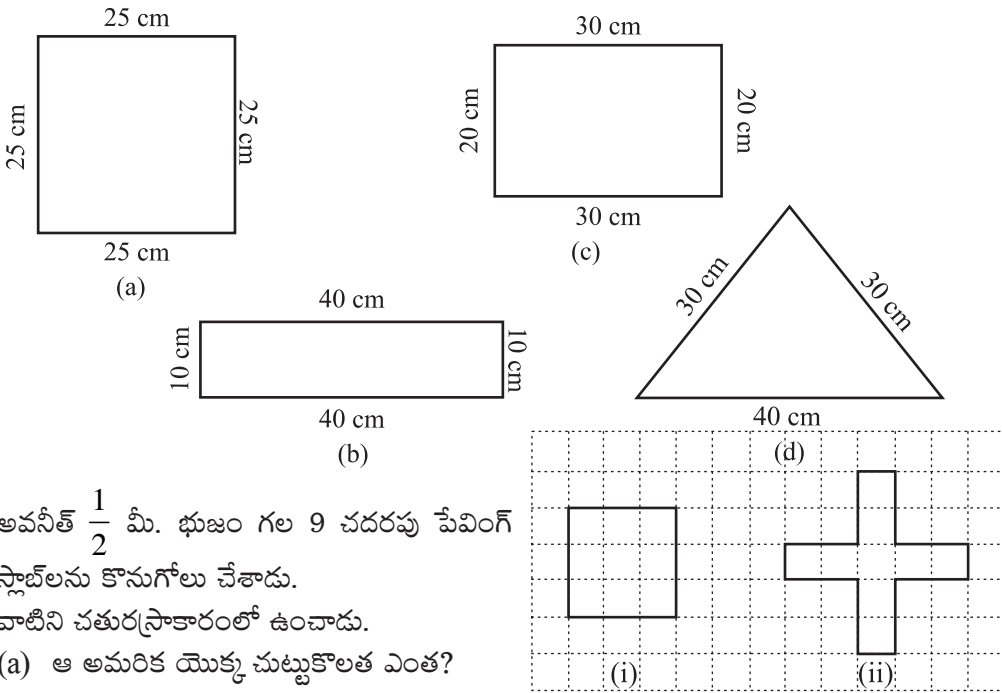 25 cm
25 cm
25 cm
25 cm
(a)
30 cm
20 cm
20 cm
30 cm
(c)
40 cm
10 cm
10 cm
40 cm
(b)
30 cm
30 cm
40 cm
(d)
అవనీత్ 1/2 మీ. భుజం గల 9 చదరపు పేవింగ్
స్లాబ్‌లను కొనుగోలు చేశాడు.
వాటిని చతురస్రాకారంలో ఉంచాడు.
(a) ఆ అమరిక యొక్క చుట్టుకొలత ఎంత?
(i)
(ii)